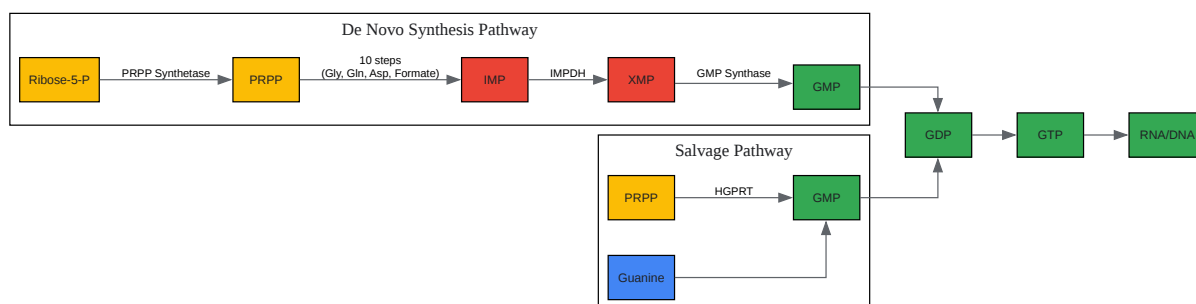 De Novo Synthesis Pathway
Ribose-5-P
PRPP Synthetase
PRPP
10 steps
(Gly, Gln, Asp, Formate)
IMP
IMPDH
XMP
GMP Synthase
GMP
GDP
GTP
RNA/DNA
Salvage Pathway
PRPP
HGPRT
GMP
Guanine